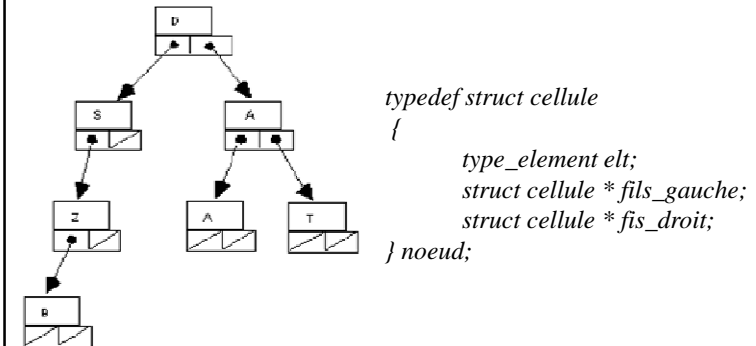 D
S
A
Z
A
T
B
typedef struct cellule
{
type_element elt;
struct cellule * fils_gauche;
struct cellule * fis_droit;
} noeud;